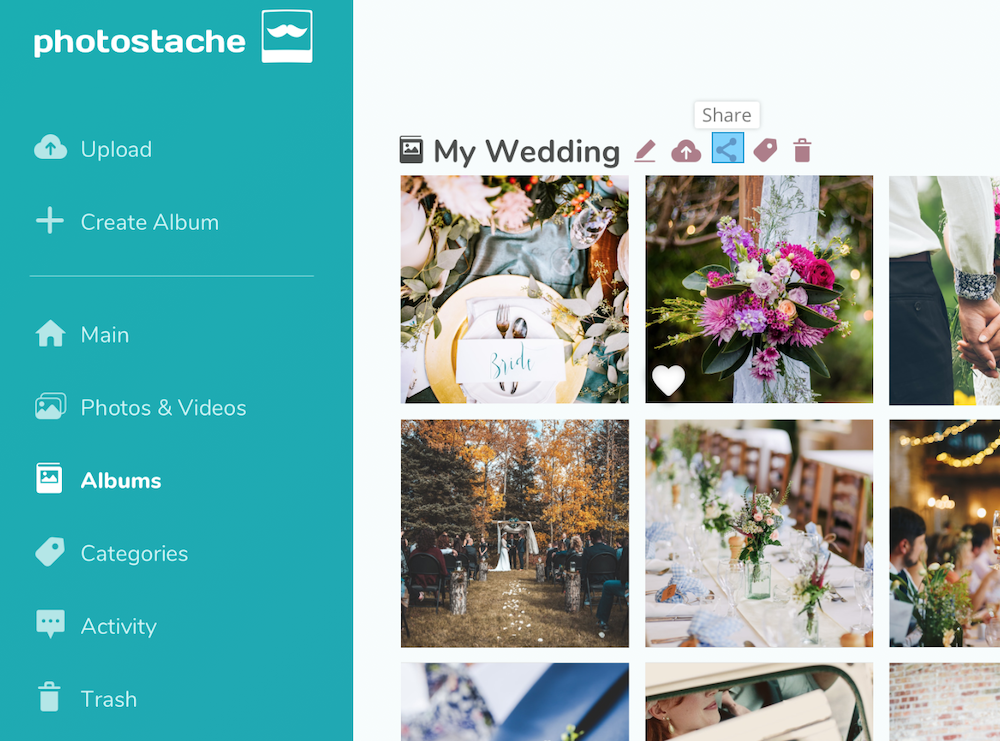 photostache
Upload
Create Album
Main
Photos & Videos
Albums
Categories
Activity
Trash
Share
My Wedding
Bride